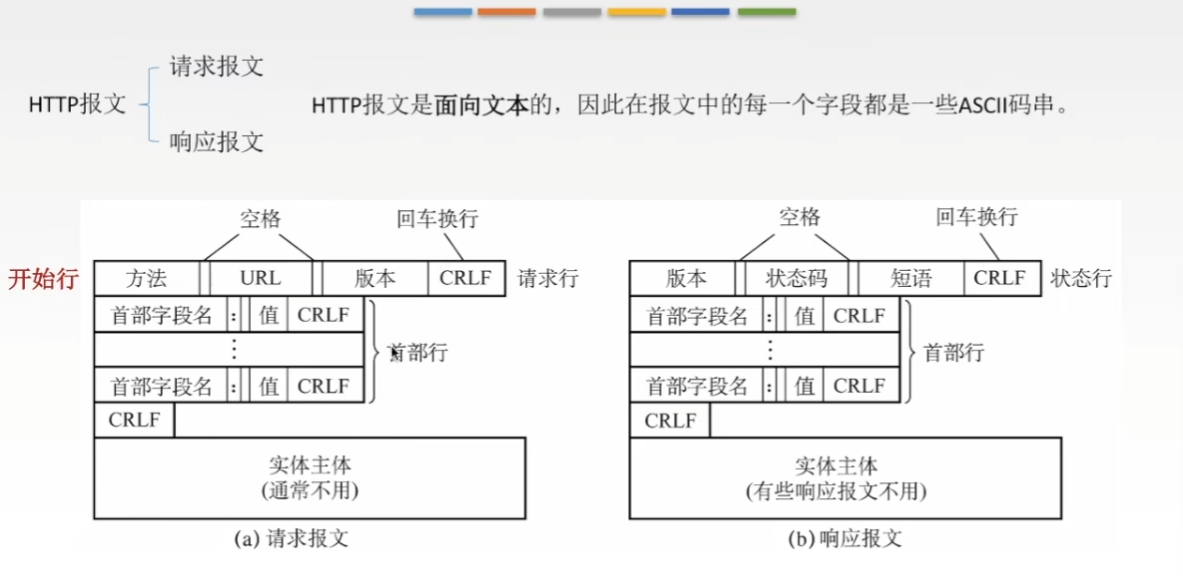 请求报文
HTTP报文
HTTP报文是面向文本的，因此在报文中的每一个字段都是一些ASCII码串。
响应报文
空格 回车换行
开始行 方法 URL 版本 CRLF 请求行
首部字段名 : 值 CRLF
⋮ 首部行
首部字段名 : 值 CRLF
CRLF
实体主体
(通常不用)
(a) 请求报文
空格 回车换行
版本 状态码 短语 CRLF 状态行
首部字段名 : 值 CRLF
⋮ 首部行
首部字段名 : 值 CRLF
CRLF
实体主体
(有些响应报文不用)
(b) 响应报文